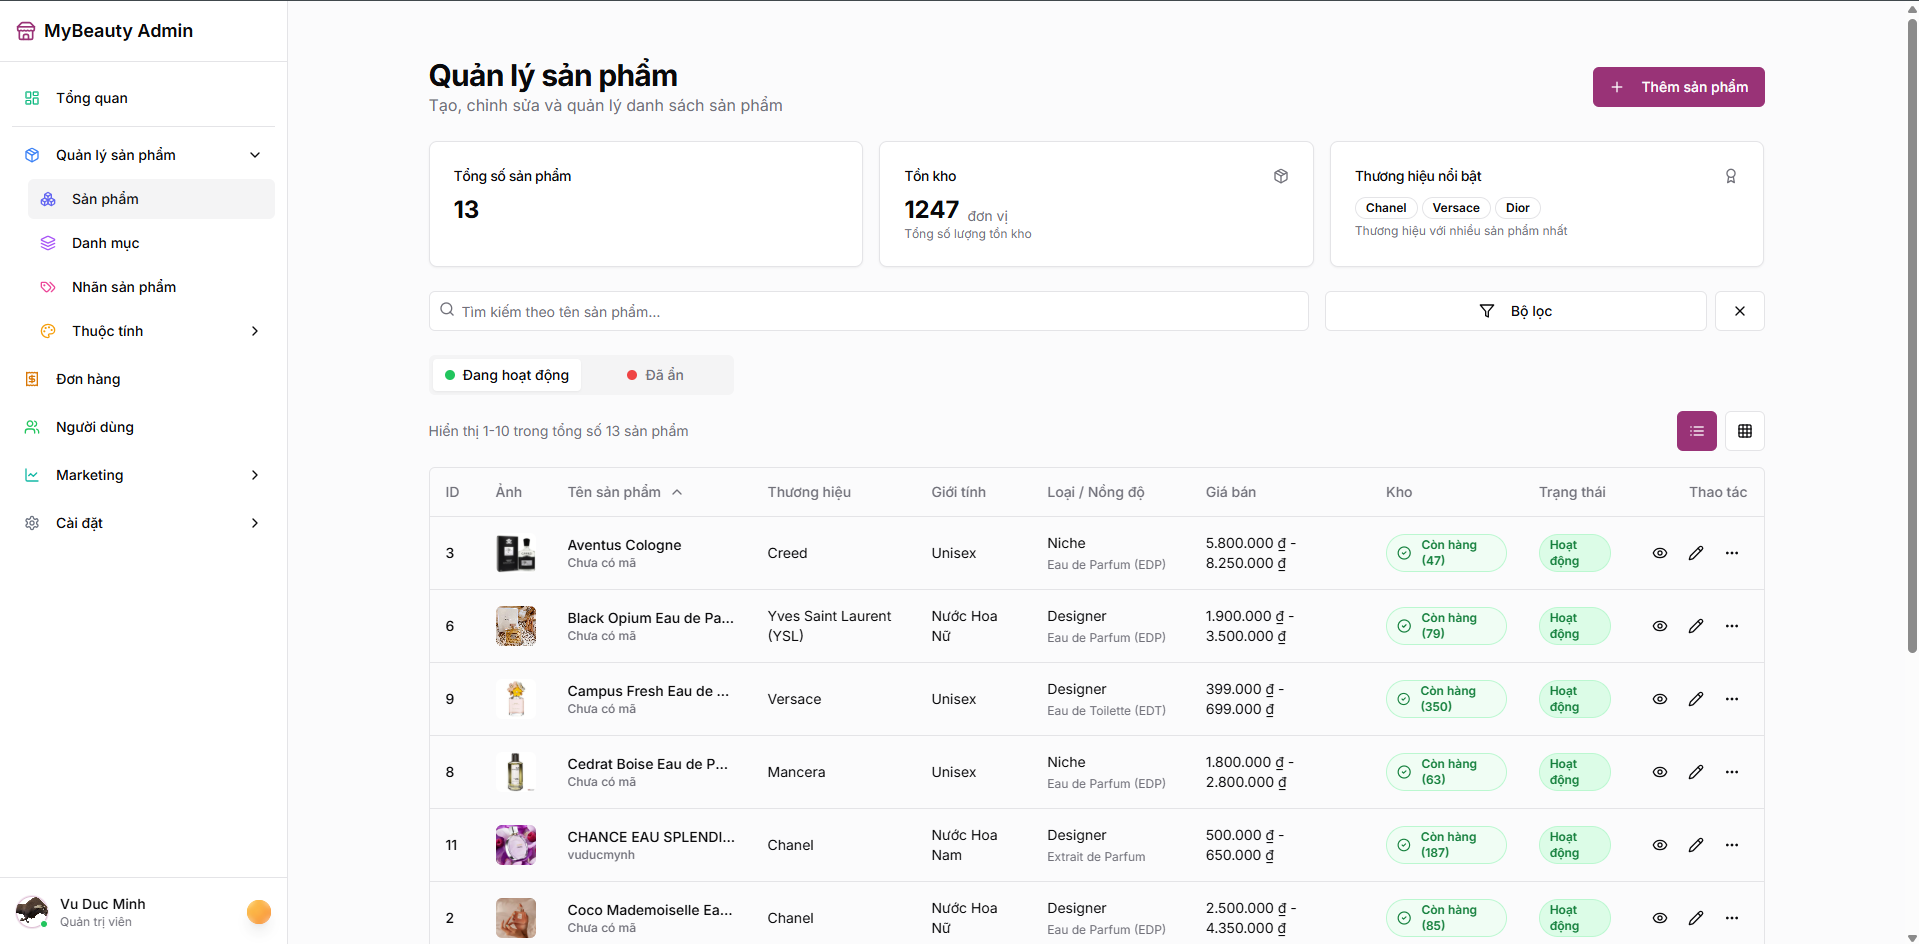 MyBeauty Admin
Tổng quan
Quản lý sản phẩm
Sản phẩm
Danh mục
Nhãn sản phẩm
Thuộc tính
Đơn hàng
Người dùng
Marketing
Cài đặt
Vu Duc Minh
Quản trị viên
Quản lý sản phẩm
Tạo, chỉnh sửa và quản lý danh sách sản phẩm
Thêm sản phẩm
Tổng số sản phẩm
13
Tồn kho
1247 đơn vị
Tổng số lượng tồn kho
Thương hiệu nổi bật
Chanel Versace Dior
Thương hiệu với nhiều sản phẩm nhất
Tìm kiếm theo tên sản phẩm...
Bộ lọc
Đang hoạt động Đã ẩn
Hiển thị 1-10 trong tổng số 13 sản phẩm
ID Ảnh Tên sản phẩm Thương hiệu Giới tính Loại / Nồng độ Giá bán Kho Trạng thái Thao tác
3
Aventus Cologne
Chưa có mã
Creed
Unisex
Niche
Eau de Parfum (EDP)
5.800.000 ₫ -
8.250.000 ₫
Còn hàng
(47)
Hoạt
động
6
Black Opium Eau de Pa...
Chưa có mã
Yves Saint Laurent
(YSL)
Nước Hoa
Nữ
Designer
Eau de Parfum (EDP)
1.900.000 ₫ -
3.500.000 ₫
Còn hàng
(79)
Hoạt
động
9
Campus Fresh Eau de ...
Chưa có mã
Versace
Unisex
Designer
Eau de Toilette (EDT)
399.000 ₫ -
699.000 ₫
Còn hàng
(350)
Hoạt
động
8
Cedrat Boise Eau de P...
Chưa có mã
Mancera
Unisex
Niche
Eau de Parfum (EDP)
1.800.000 ₫ -
2.800.000 ₫
Còn hàng
(63)
Hoạt
động
11
CHANCE EAU SPLENDI...
vuducmynh
Chanel
Nước Hoa
Nam
Designer
Extrait de Parfum
500.000 ₫ -
650.000 ₫
Còn hàng
(187)
Hoạt
động
2
Coco Mademoiselle Ea...
Chưa có mã
Chanel
Nước Hoa
Nữ
Designer
Eau de Parfum (EDP)
2.500.000 ₫ -
4.350.000 ₫
Còn hàng
(85)
Hoạt
động